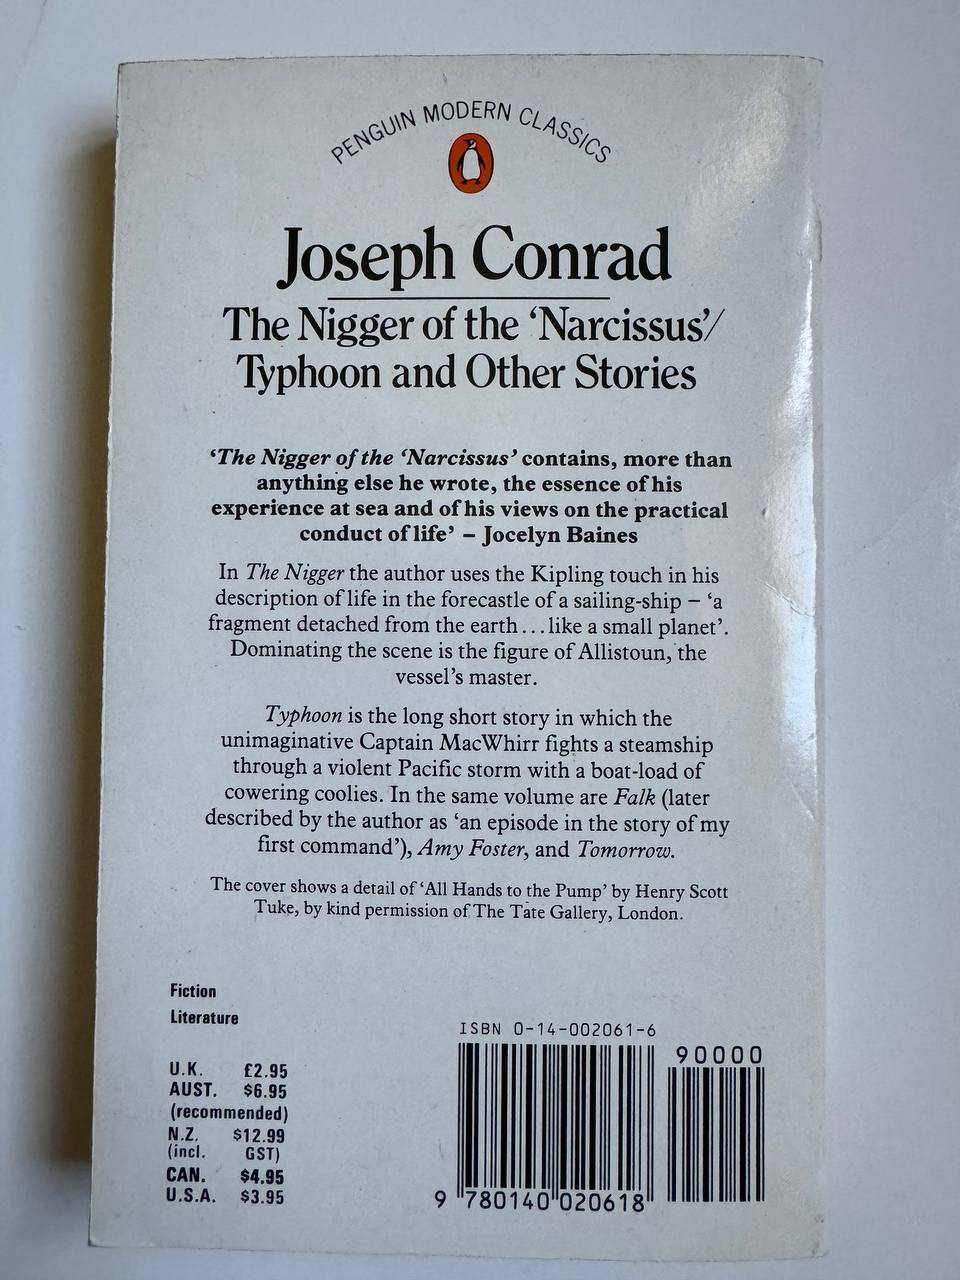 PENGUIN MODERN CLASSICS
Joseph Conrad
The Nigger of the ‘Narcissus’/
Typhoon and Other Stories
‘The Nigger of the ‘Narcissus’ contains, more than
anything else he wrote, the essence of his
experience at sea and of his views on the practical
conduct of life’ – Jocelyn Baines
In The Nigger the author uses the Kipling touch in his
description of life in the forecastle of a sailing-ship – ‘a
fragment detached from the earth...like a small planet’.
Dominating the scene is the figure of Allistoun, the
vessel’s master.
Typhoon is the long short story in which the
unimaginative Captain MacWhirr fights a steamship
through a violent Pacific storm with a boat-load of
cowering coolies. In the same volume are Falk (later
described by the author as ‘an episode in the story of my
first command’), Amy Foster, and Tomorrow.
The cover shows a detail of ‘All Hands to the Pump’ by Henry Scott
Tuke, by kind permission of The Tate Gallery, London.
Fiction
Literature
U.K. £2.95
AUST. $6.95
(recommended)
N.Z. $12.99
(incl. GST)
CAN. $4.95
U.S.A. $3.95
ISBN 0-14-002061-6
90000
9 780140 020618